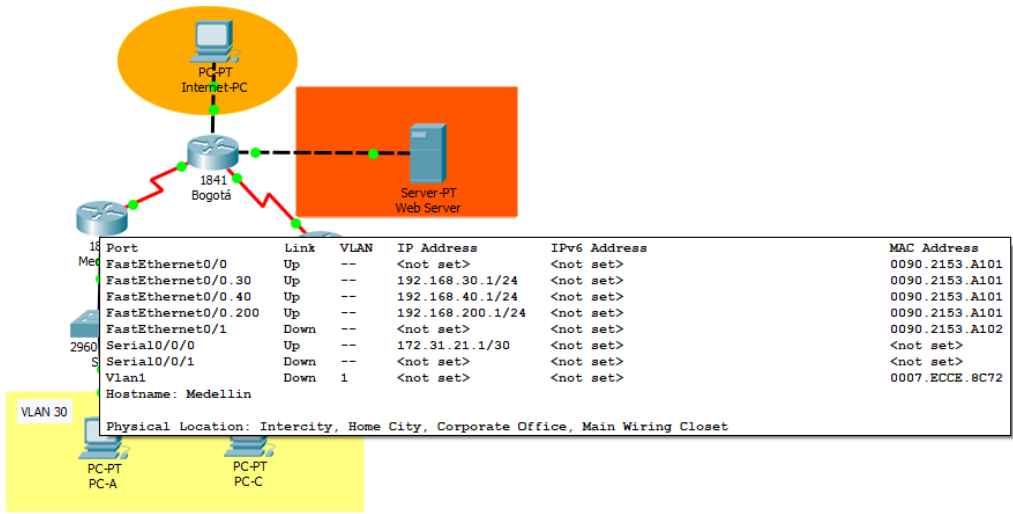 PC-PT
Internet-PC
1841
Bogotá
Server-PT
Web Server
18
Med
Port Link VLAN IP Address IPv6 Address MAC Address
FastEthernet0/0 Up -- <not set> <not set> 0090.2153.A101
FastEthernet0/0.30 Up -- 192.168.30.1/24 <not set> 0090.2153.A101
FastEthernet0/0.40 Up -- 192.168.40.1/24 <not set> 0090.2153.A101
FastEthernet0/0.200 Up -- 192.168.200.1/24 <not set> 0090.2153.A101
FastEthernet0/1 Down -- <not set> <not set> 0090.2153.A102
Serial0/0/0 Up -- 172.31.21.1/30 <not set> <not set>
Serial0/0/1 Down -- <not set> <not set> <not set>
Vlan1 Down 1 <not set> <not set> 0007.ECCE.8C72
Hostname: Medellin
Physical Location: Intercity, Home City, Corporate Office, Main Wiring Closet
2960
S
VLAN 30
PC-PT
PC-A
PC-PT
PC-C